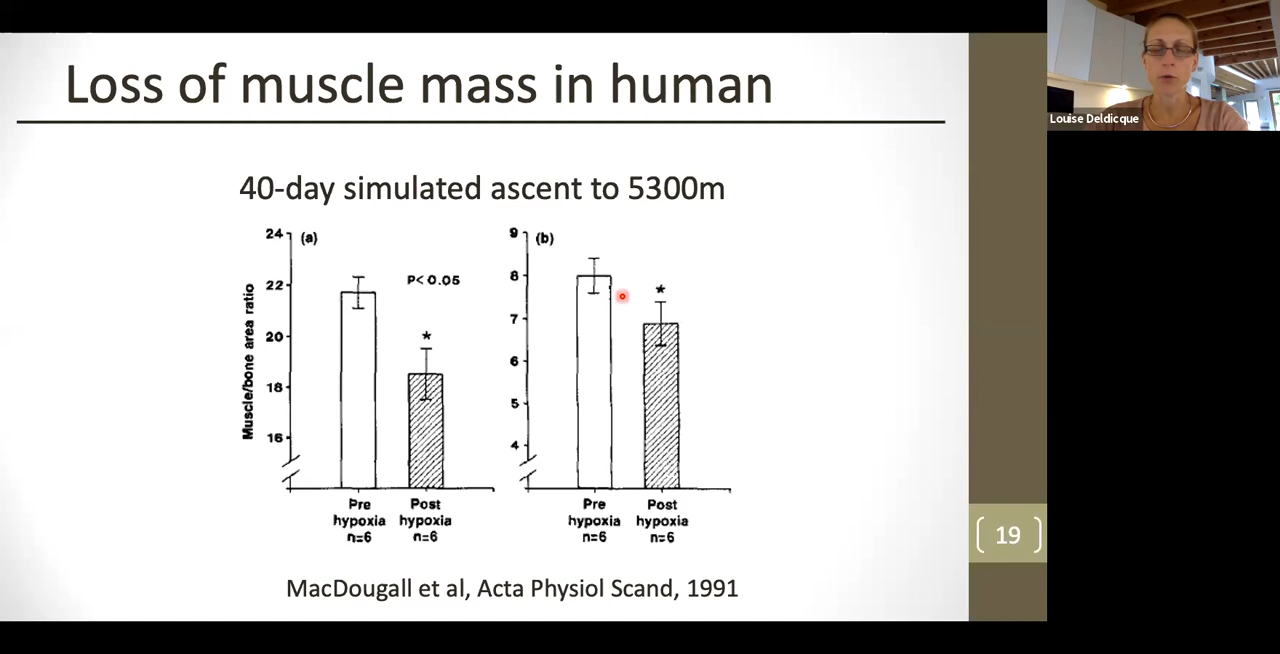 Loss of muscle mass in human
Louise Deldicque
40-day simulated ascent to 5300m
24
22
20
18
16
Muscle/bone area ratio
(a)
P< 0.05
*
Pre
hypoxia
n=6
Post
hypoxia
n=6
9
8
7
6
5
4
(b)
*
Pre
hypoxia
n=6
Post
hypoxia
n=6
19
MacDougall et al, Acta Physiol Scand, 1991